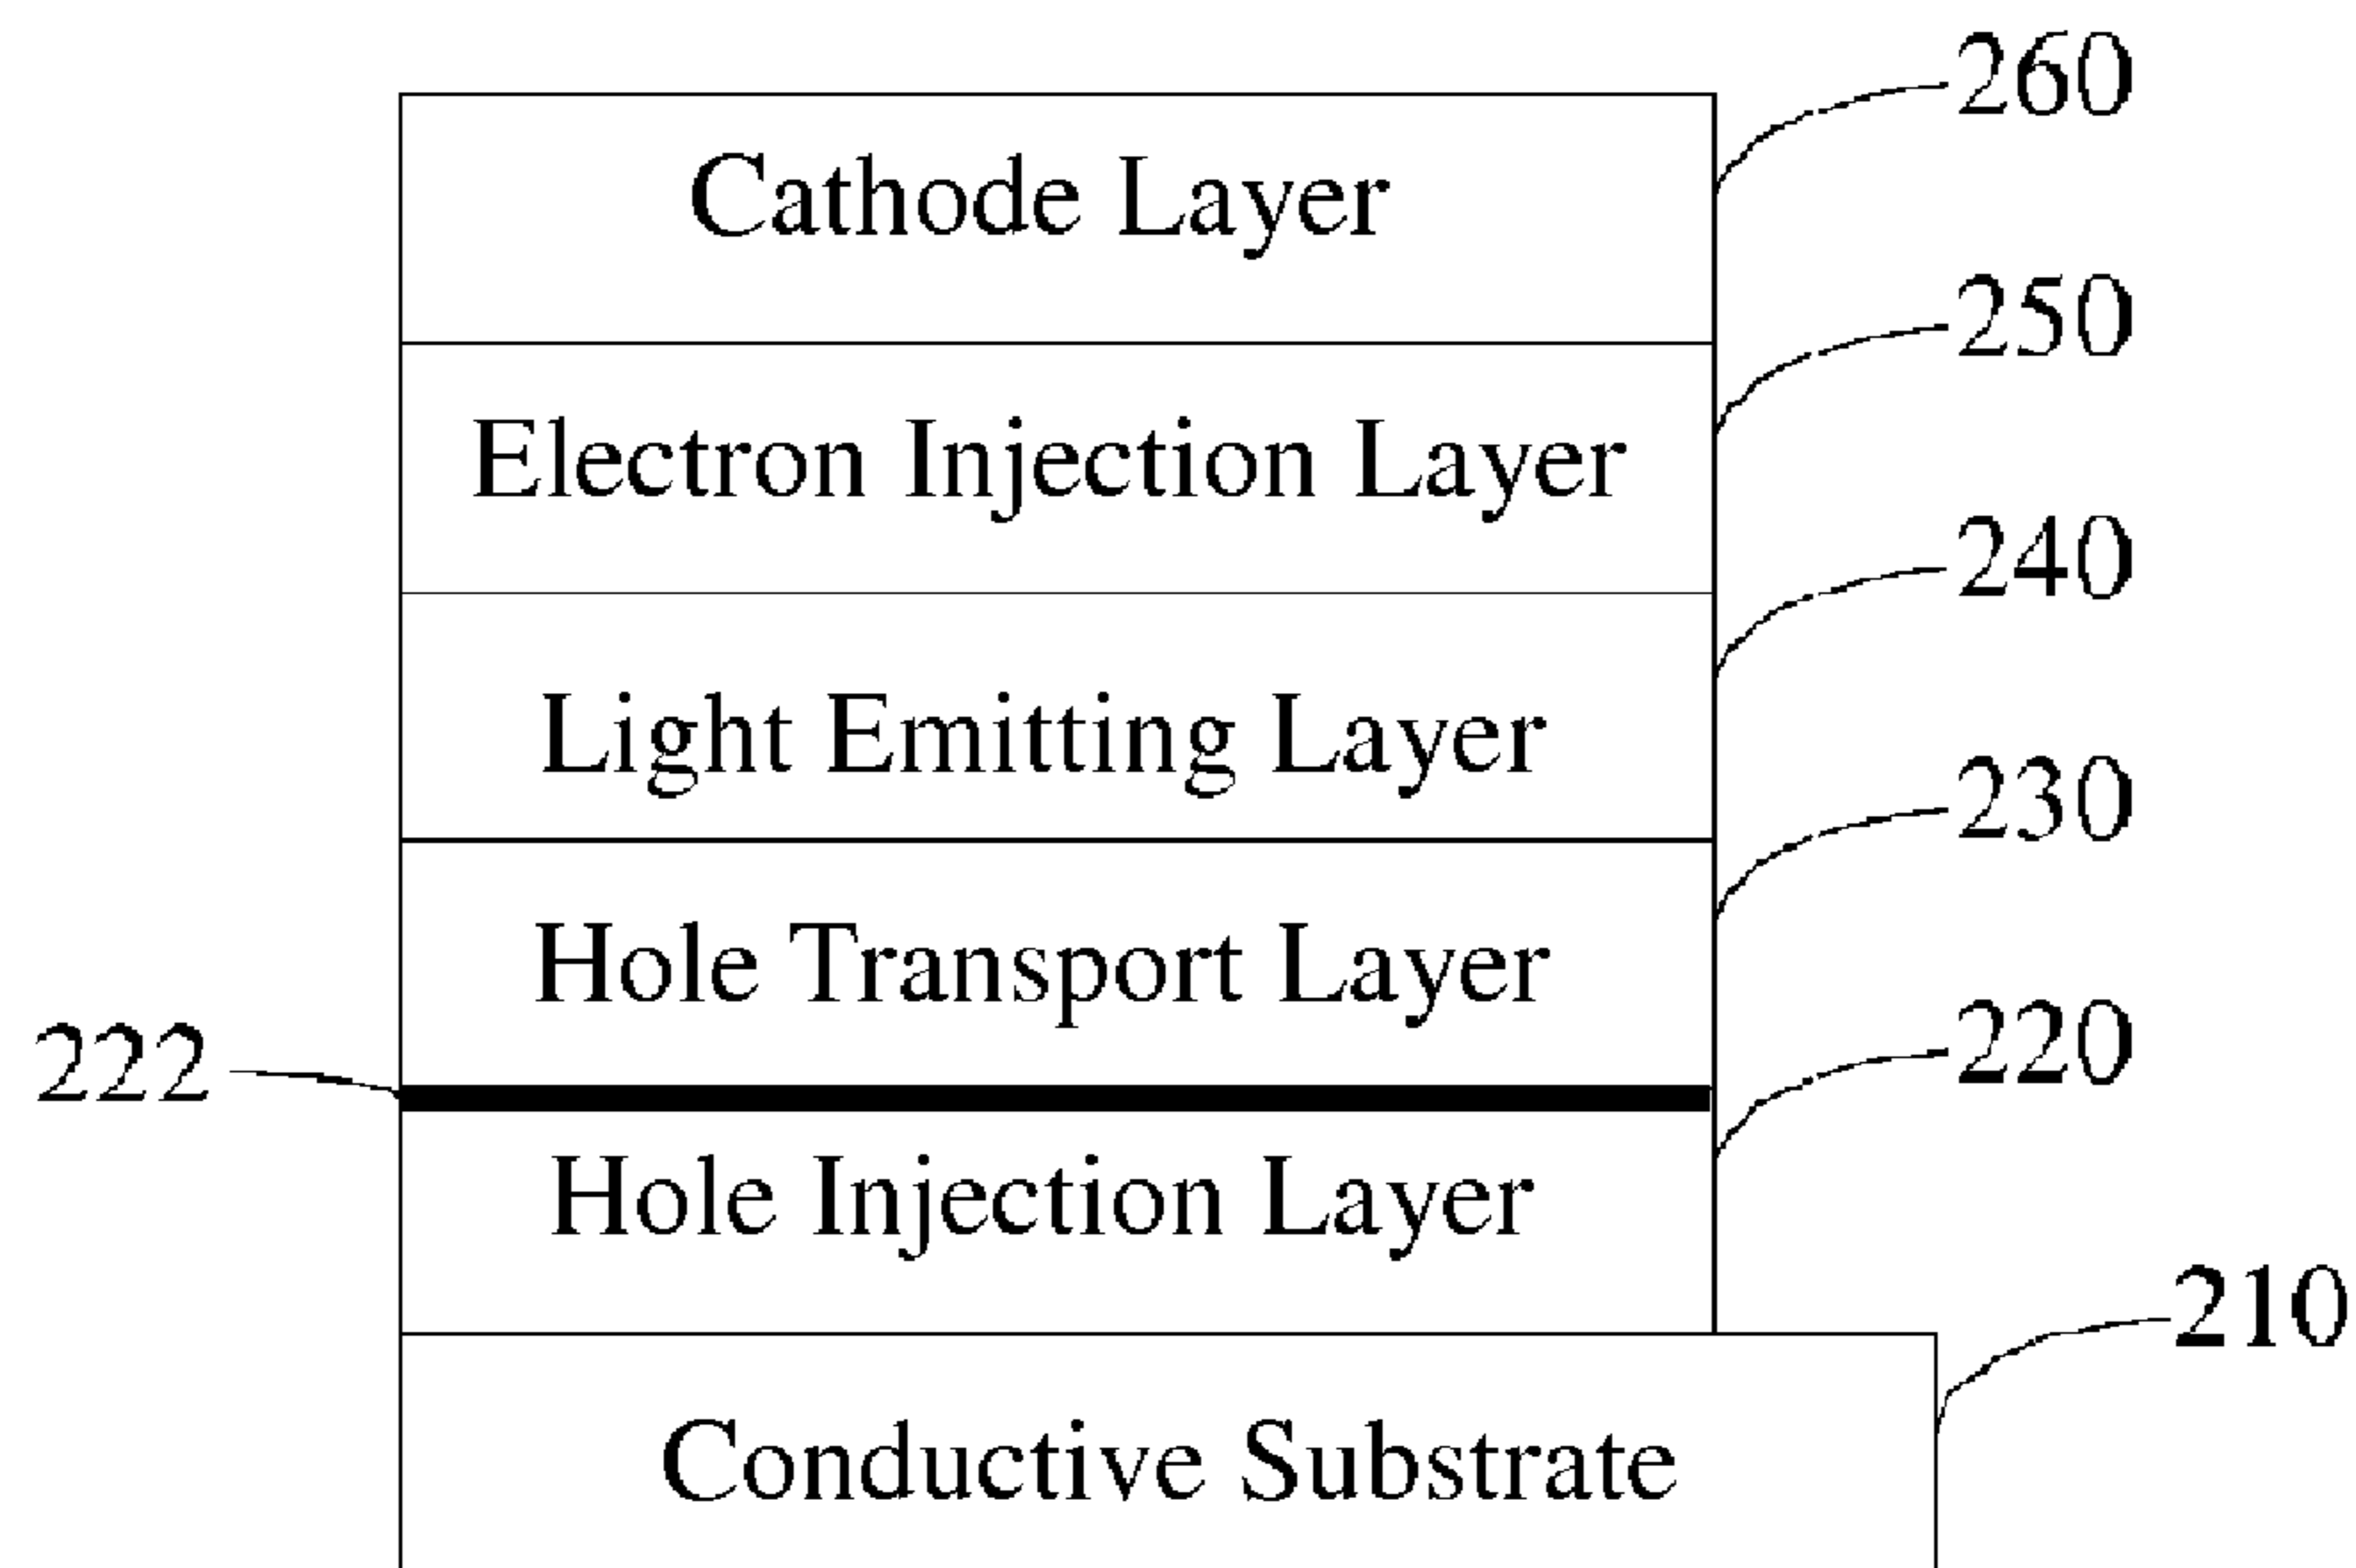 260
Cathode Layer
250
Electron Injection Layer
240
Light Emitting Layer
230
Hole Transport Layer
222
220
Hole Injection Layer
210
Conductive Substrate